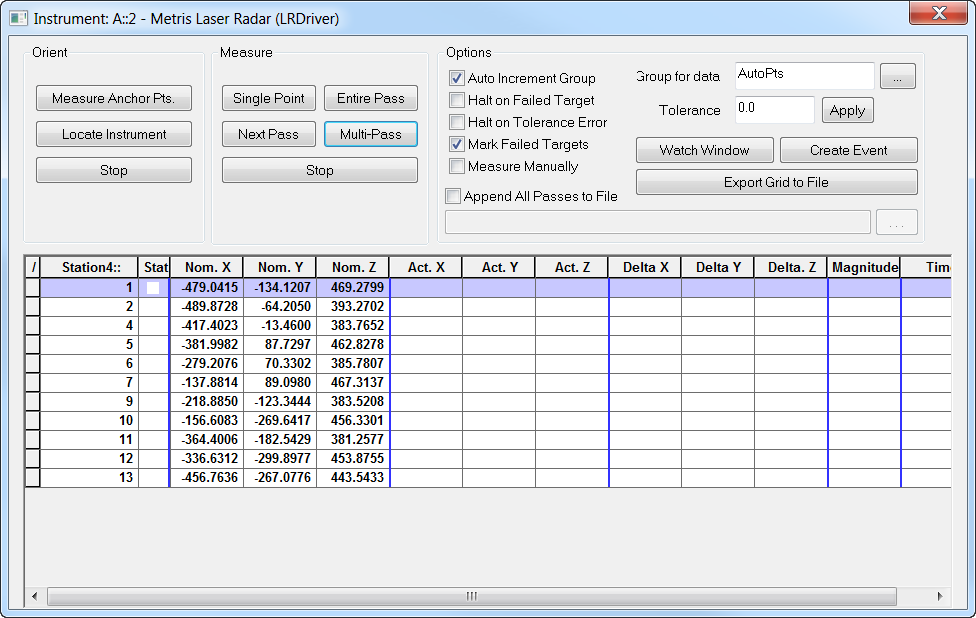 Instrument: A::2 - Metris Laser Radar (LRDriver)
Orient
Measure Anchor Pts.
Locate Instrument
Stop
Measure
Single Point Entire Pass
Next Pass Multi-Pass
Stop
Options
Auto Increment Group
Halt on Failed Target
Halt on Tolerance Error
Mark Failed Targets
Measure Manually
Append All Passes to File
Group for data AutoPts ...
Tolerance 0.0 Apply
Watch Window Create Event
Export Grid to File
...
/ Station4:: Stat Nom. X Nom. Y Nom. Z Act. X Act. Y Act. Z Delta X Delta Y Delta. Z Magnitude Tim
1 -479.0415 -134.1207 469.2799
2 -489.8728 -64.2050 393.2702
4 -417.4023 -13.4600 383.7652
5 -381.9982 87.7297 462.8278
6 -279.2076 70.3302 385.7807
7 -137.8814 89.0980 467.3137
9 -218.8850 -123.3444 383.5208
10 -156.6083 -269.6417 456.3301
11 -364.4006 -182.5429 381.2577
12 -336.6312 -299.8977 453.8755
13 -456.7636 -267.0776 443.5433